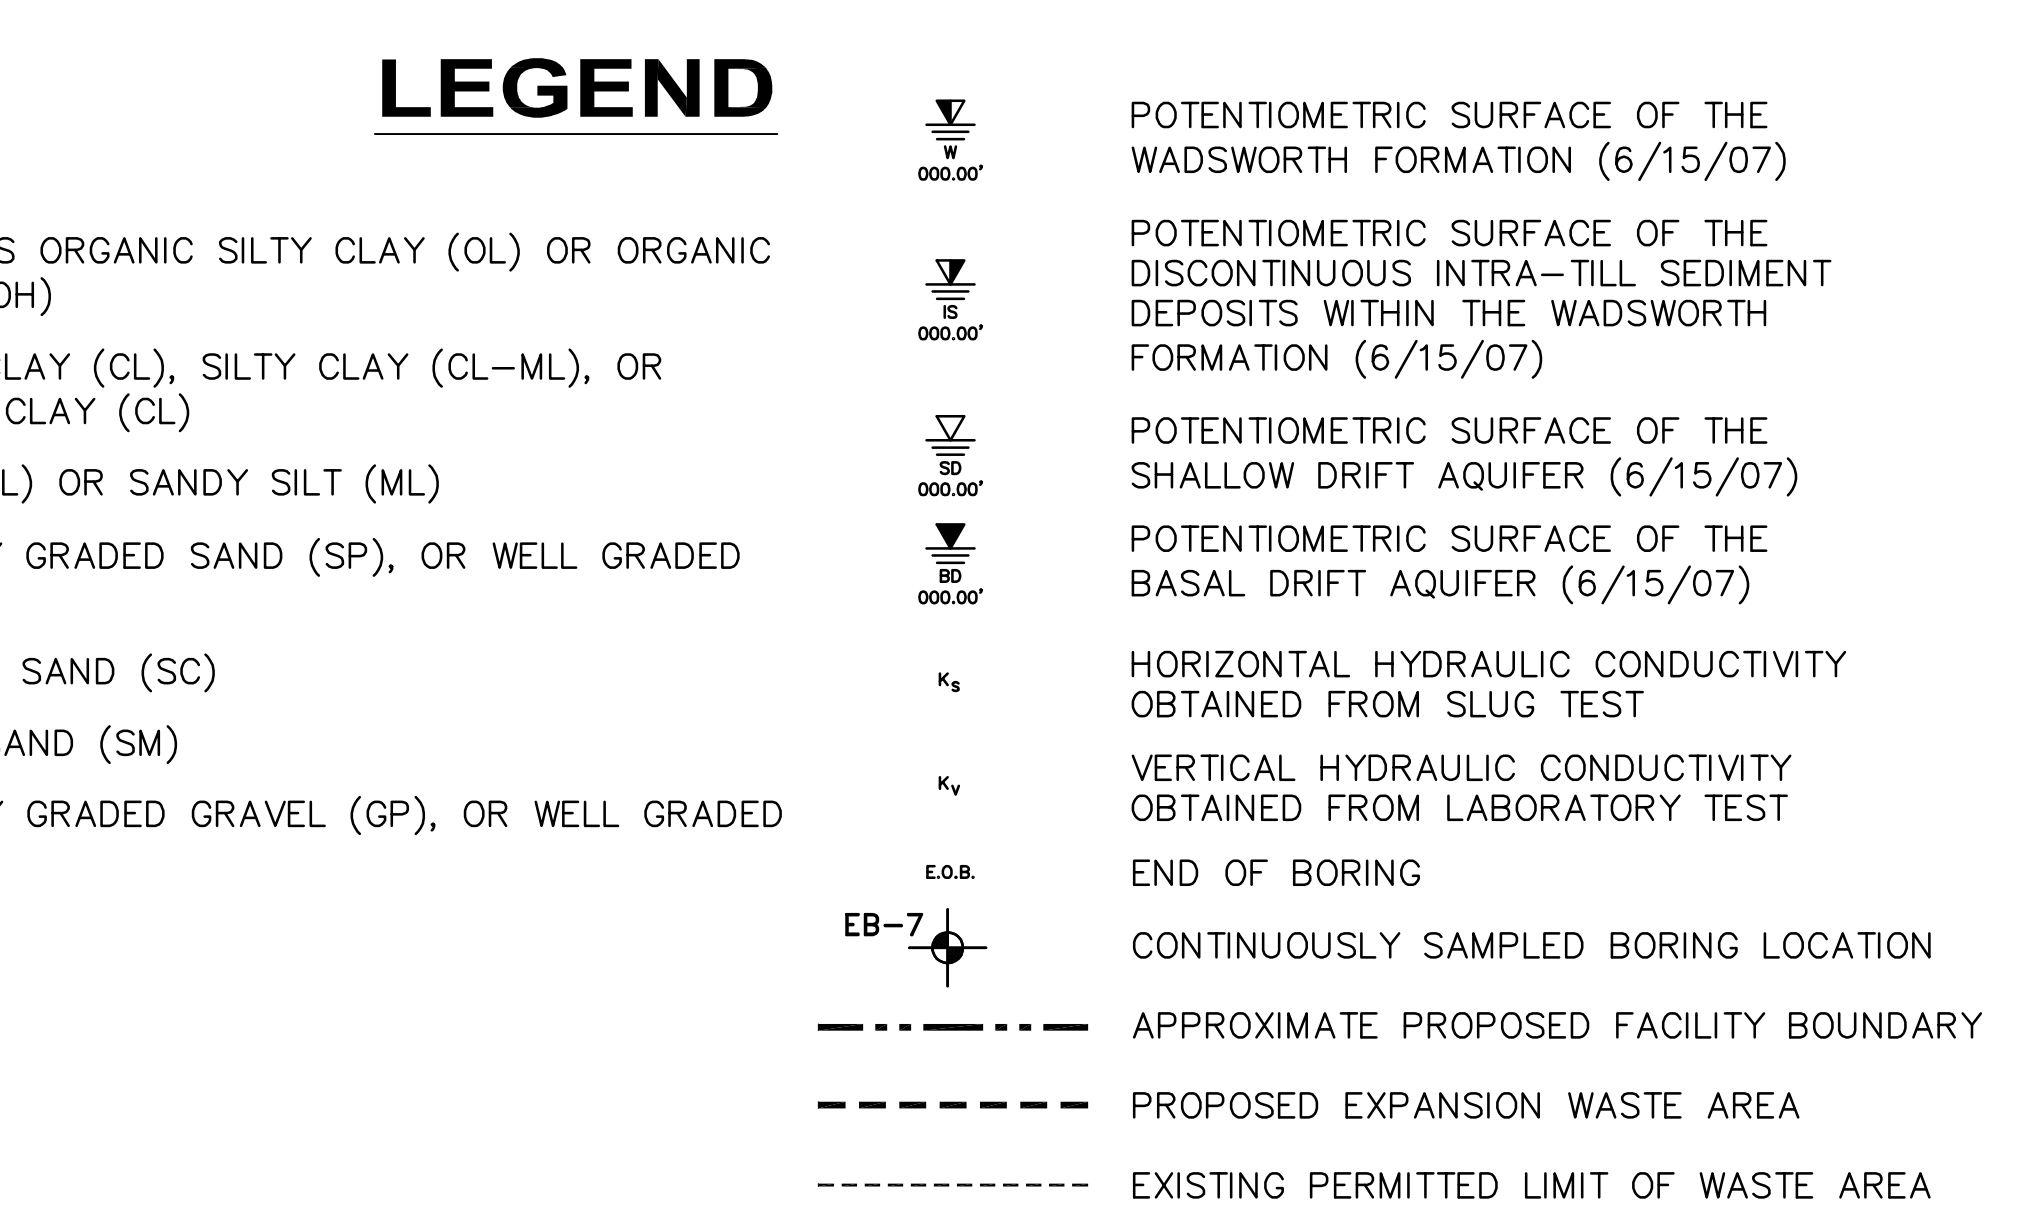 LEGEND
S ORGANIC SILTY CLAY (OL) OR ORGANIC
OH)
CLAY (CL), SILTY CLAY (CL-ML), OR
CLAY (CL)
L) OR SANDY SILT (ML)
Y GRADED SAND (SP), OR WELL GRADED
SAND (SC)
SAND (SM)
Y GRADED GRAVEL (GP), OR WELL GRADED
W
000.00'
POTENTIOMETRIC SURFACE OF THE
WADSWORTH FORMATION (6/15/07)
IS
000.00'
POTENTIOMETRIC SURFACE OF THE
DISCONTINUOUS INTRA-TILL SEDIMENT
DEPOSITS WITHIN THE WADSWORTH
FORMATION (6/15/07)
SD
000.00'
POTENTIOMETRIC SURFACE OF THE
SHALLOW DRIFT AQUIFER (6/15/07)
BD
000.00'
POTENTIOMETRIC SURFACE OF THE
BASAL DRIFT AQUIFER (6/15/07)
Ks
HORIZONTAL HYDRAULIC CONDUCTIVITY
OBTAINED FROM SLUG TEST
Kv
VERTICAL HYDRAULIC CONDUCTIVITY
OBTAINED FROM LABORATORY TEST
E.O.B.
END OF BORING
EB-7
CONTINUOUSLY SAMPLED BORING LOCATION
APPROXIMATE PROPOSED FACILITY BOUNDARY
PROPOSED EXPANSION WASTE AREA
EXISTING PERMITTED LIMIT OF WASTE AREA